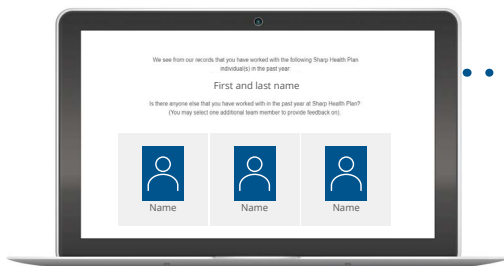 We see from our records that you have worked with the following Sharp Health Plan
individual(s) in the past year:
First and last name
Is there anyone else that you have worked with in the past year at Sharp Health Plan?
(You may select one additional team member to provide feedback on).
Name Name Name